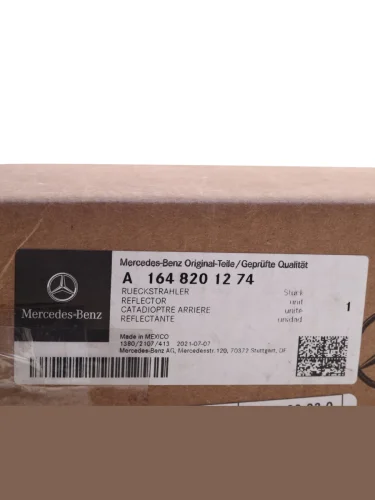 Mercedes-Benz Original-Teile/Geprüfte Qualität
A 164 820 12 74
RUECKSTRAHLER Stück
REFLECTOR unit
CATADIOPTRE ARRIERE unité
REFLECTANTE unidad
1
Mercedes-Benz
Made in MEXICO
1380/2107/413 2021-07-07
Mercedes-Benz AG, Mercedesstr.120, 70372 Stuttgart, DE